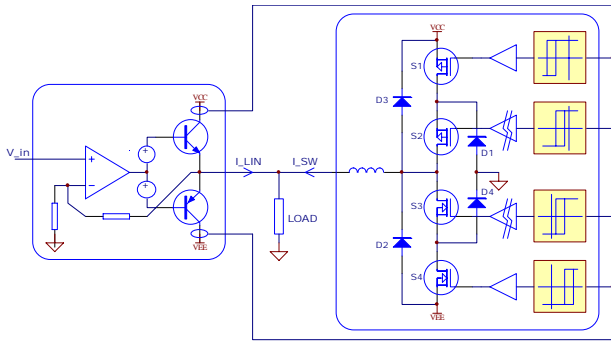 VCC
V_in
+
−
+
+
VEE
I_LIN
I_SW
LOAD
VCC
S1
D3
S2
D1
D4
S3
D2
S4
VEE